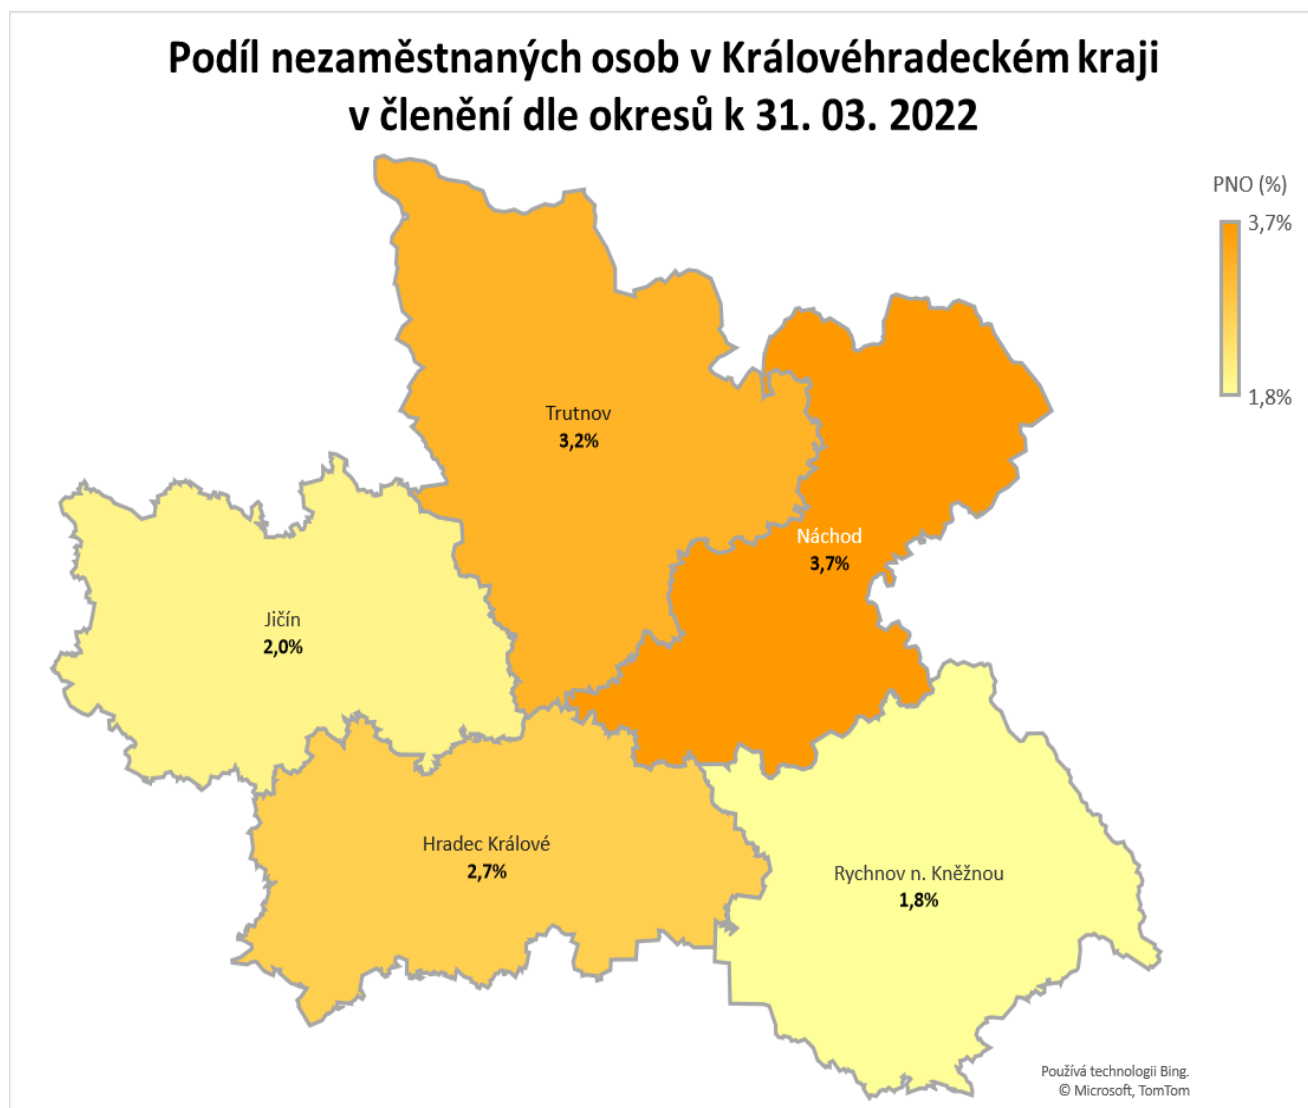 Podíl nezaměstnaných osob v Královéhradeckém kraji
v členění dle okresů k 31. 03. 2022
PNO (%)
3,7%
1,8%
Trutnov
3,2%
Náchod
3,7%
Jičín
2,0%
Hradec Králové
2,7%
Rychnov n. Kněžnou
1,8%
Používá technologii Bing.
© Microsoft, TomTom